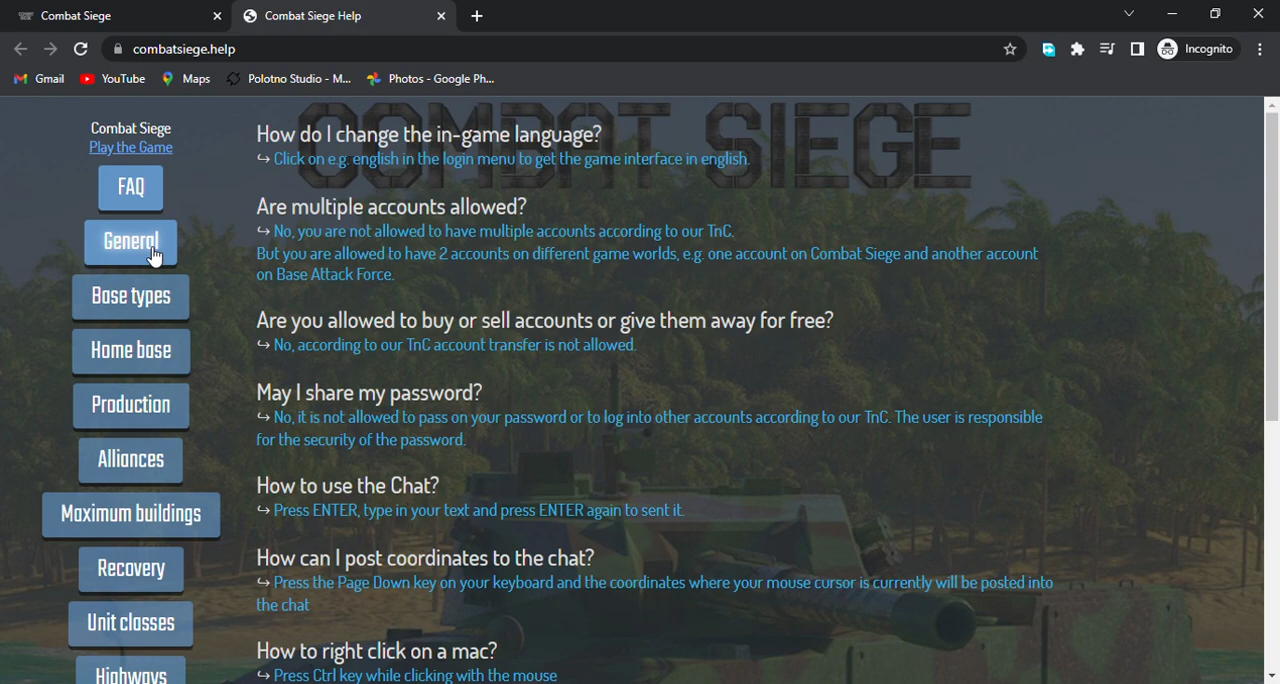 Combat Siege
Combat Siege Help
combatsiege.help
Incognito
Gmail
YouTube
Maps
Polotno Studio - M...
Photos - Google Ph...
COMBAT SIEGE
Combat Siege
Play the Game
FAQ
General
Base types
Home base
Production
Alliances
Maximum buildings
Recovery
Unit classes
Highways
How do I change the in-game language?
↪ Click on e.g. english in the login menu to get the game interface in english.
Are multiple accounts allowed?
↪ No, you are not allowed to have multiple accounts according to our TnC.
But you are allowed to have 2 accounts on different game worlds, e.g. one account on Combat Siege and another account
on Base Attack Force.
Are you allowed to buy or sell accounts or give them away for free?
↪ No, according to our TnC account transfer is not allowed.
May I share my password?
↪ No, it is not allowed to pass on your password or to log into other accounts according to our TnC. The user is responsible
for the security of the password.
How to use the Chat?
↪ Press ENTER, type in your text and press ENTER again to sent it.
How can I post coordinates to the chat?
↪ Press the Page Down key on your keyboard and the coordinates where your mouse cursor is currently will be posted into
the chat
How to right click on a mac?
↪ Press Ctrl key while clicking with the mouse